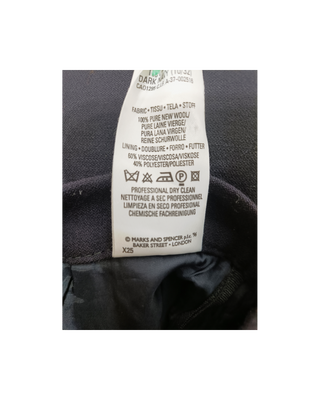 DARK
FABRIC • TISSU • TELA • STOFF
100% PURE NEW WOOL/
PURE LAINE VIERGE/
PURA LANA VIRGEN/
REINE SCHURWOLLE
LINING • DOUBLURE • FORRO • FUTTER
60% VISCOSE/VISCOSA/VISKOSE
40% POLYESTER/POLIESTER
P
PROFESSIONAL DRY CLEAN
NETTOYAGE A SEC PROFESSIONNEL
LIMPIEZA EN SECO PROFESIONAL
CHEMISCHE FACHREINIGUNG
© MARKS AND SPENCER p.l.c. '96
BAKER STREET • LONDON
X25